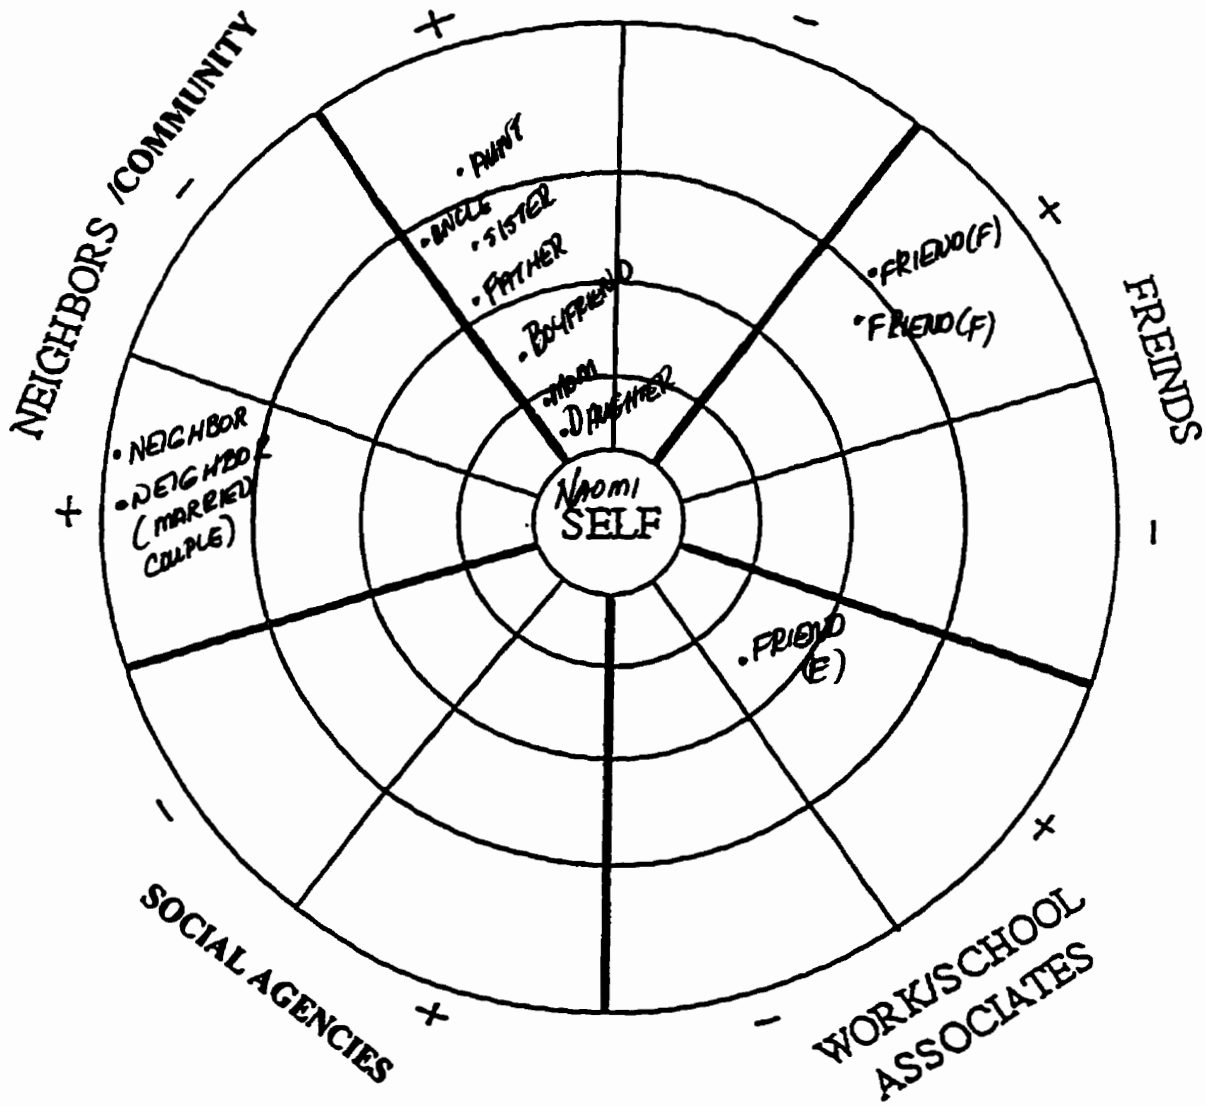 +
-
NEIGHBORS /COMMUNITY
-
+
• AUNT
• UNCLE
• SISTER
• FATHER
• BOYFRIEND
• MOM
• DAUGHTER
+
• FRIEND(F)
• FRIEND(F)
FREINDS
-
• NEIGHBOR
• NEIGHBOR
(MARRIED
COUPLE)
NAOMI
SELF
• FRIEND
(E)
+
WORK/SCHOOL
ASSOCIATES
-
-
SOCIAL AGENCIES
+